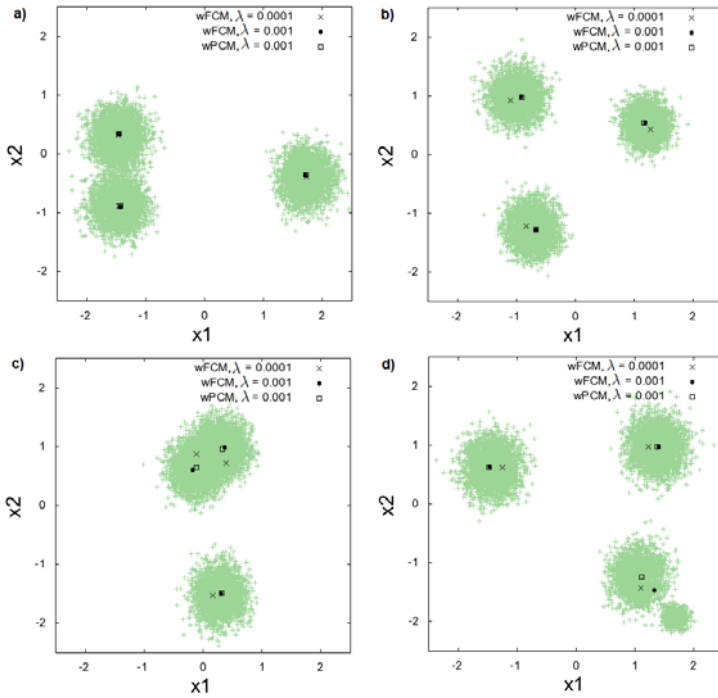 a)
wFCM, λ = 0.0001
wFCM, λ = 0.001
wPCM, λ = 0.001
2
1
0
-1
-2
x2
-2 -1 0 1 2
x1
b)
wFCM, λ = 0.0001
wFCM, λ = 0.001
wPCM, λ = 0.001
2
1
0
-1
-2
x2
-2 -1 0 1 2
x1
c)
wFCM, λ = 0.0001
wFCM, λ = 0.001
wPCM, λ = 0.001
2
1
0
-1
-2
x2
-2 -1 0 1 2
x1
d)
wFCM, λ = 0.0001
wFCM, λ = 0.001
wPCM, λ = 0.001
2
1
0
-1
-2
x2
-2 -1 0 1 2
x1